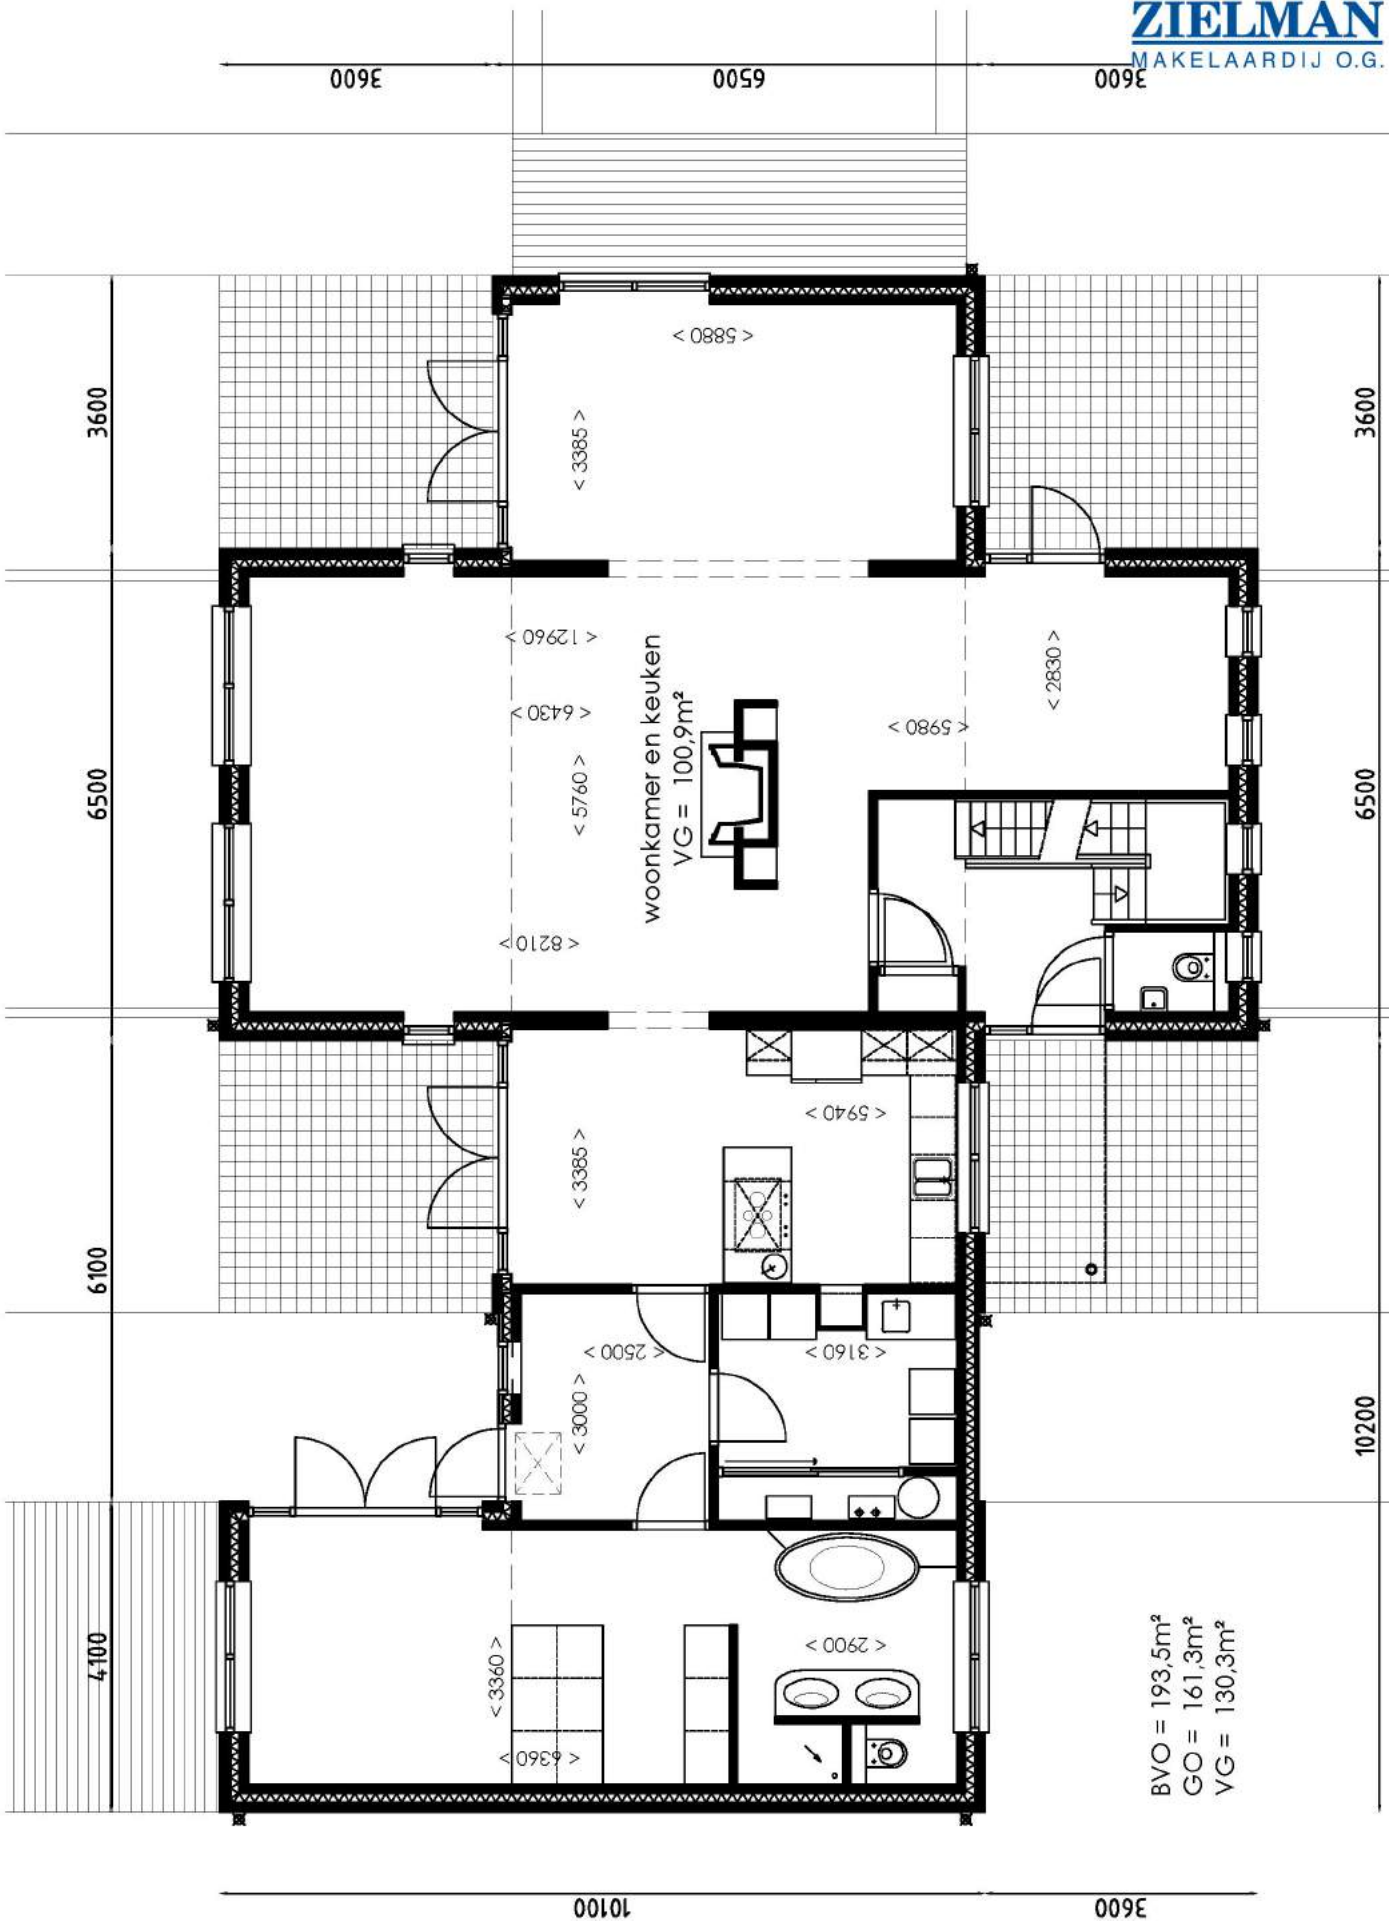 ZIELMAN
MAKELAARDIJ O.G.
3600
6500
3600
3600
6500
6100
4100
3600
6500
10200
10100
3600
< 5880 >
< 3385 >
< 12960 >
< 6430 >
< 5760 >
woonkamer en keuken
VG = 100,9m²
< 5980 >
< 2830 >
< 8210 >
< 5940 >
< 3385 >
< 2500 >
< 3000 >
< 3160 >
< 3360 >
< 6360 >
< 2900 >
BVO = 193,5m²
GO = 161,3m²
VG = 130,3m²